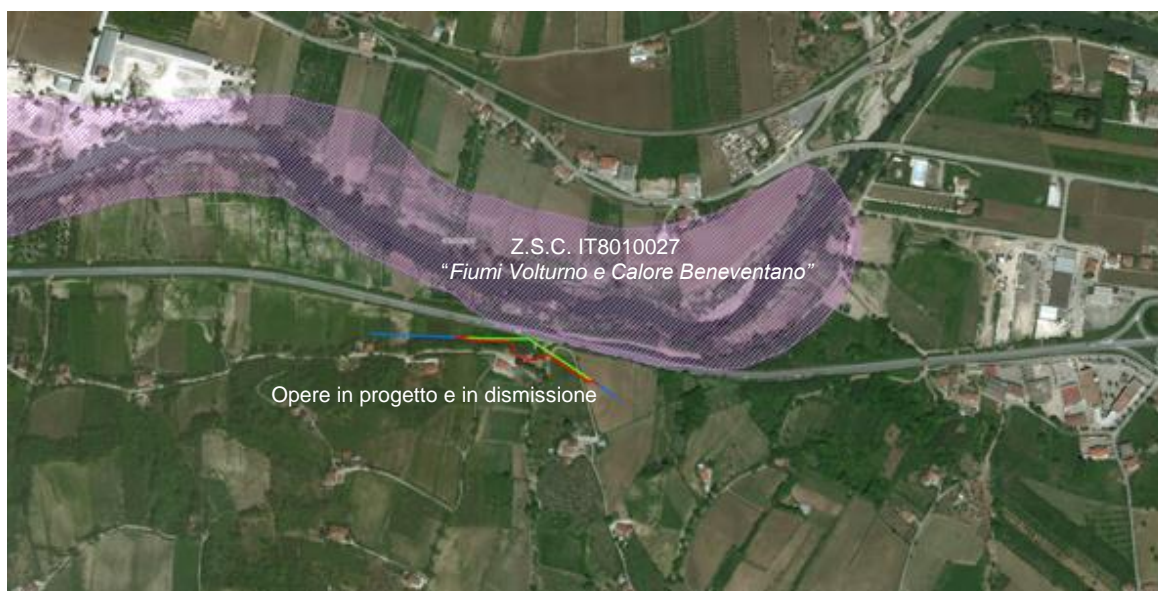 Z.S.C. IT8010027
“Fiumi Volturno e Calore Beneventano”
Opere in progetto e in dismissione